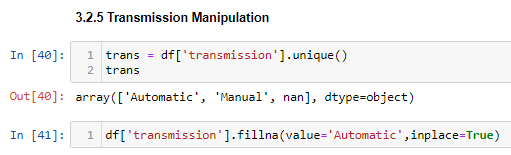 3.2.5 Transmission Manipulation
In [40]:
1 trans = df['transmission'].unique()
2 trans
Out[40]: array(['Automatic', 'Manual', nan], dtype=object)
In [41]:
1 df['transmission'].fillna(value='Automatic',inplace=True)